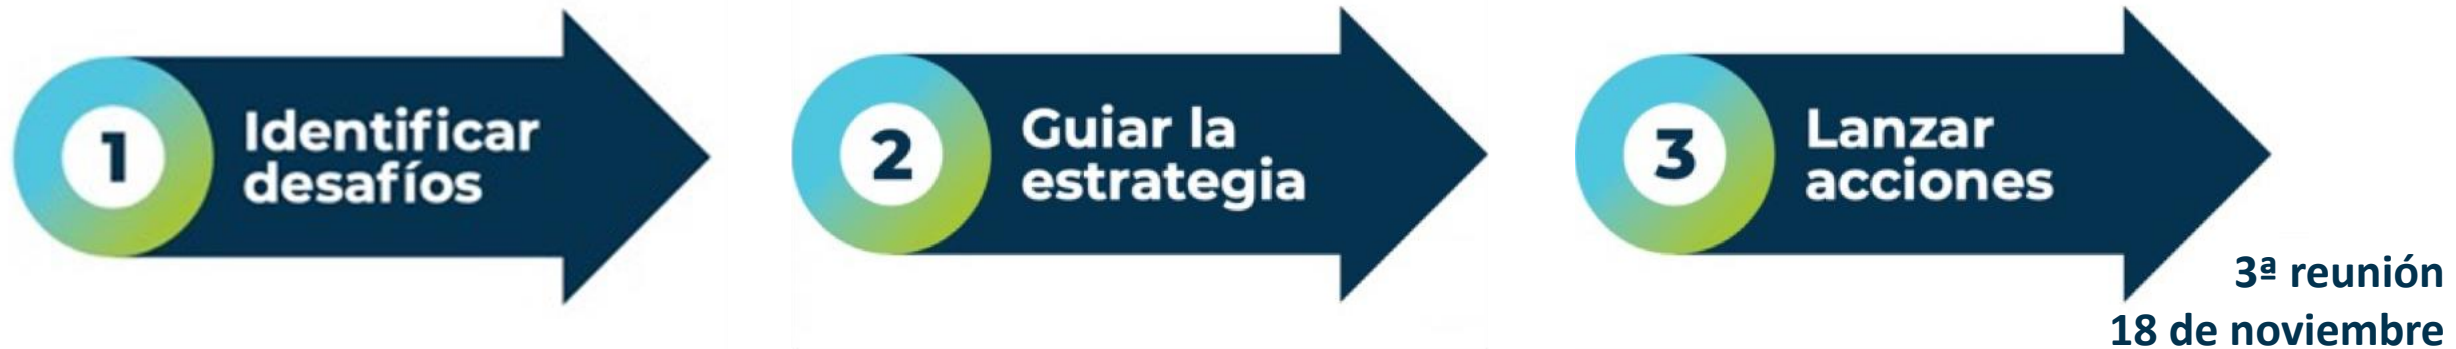 1
Identificar
desafíos
2
Guiar la
estrategia
3
Lanzar
acciones
3ª reunión
18 de noviembre